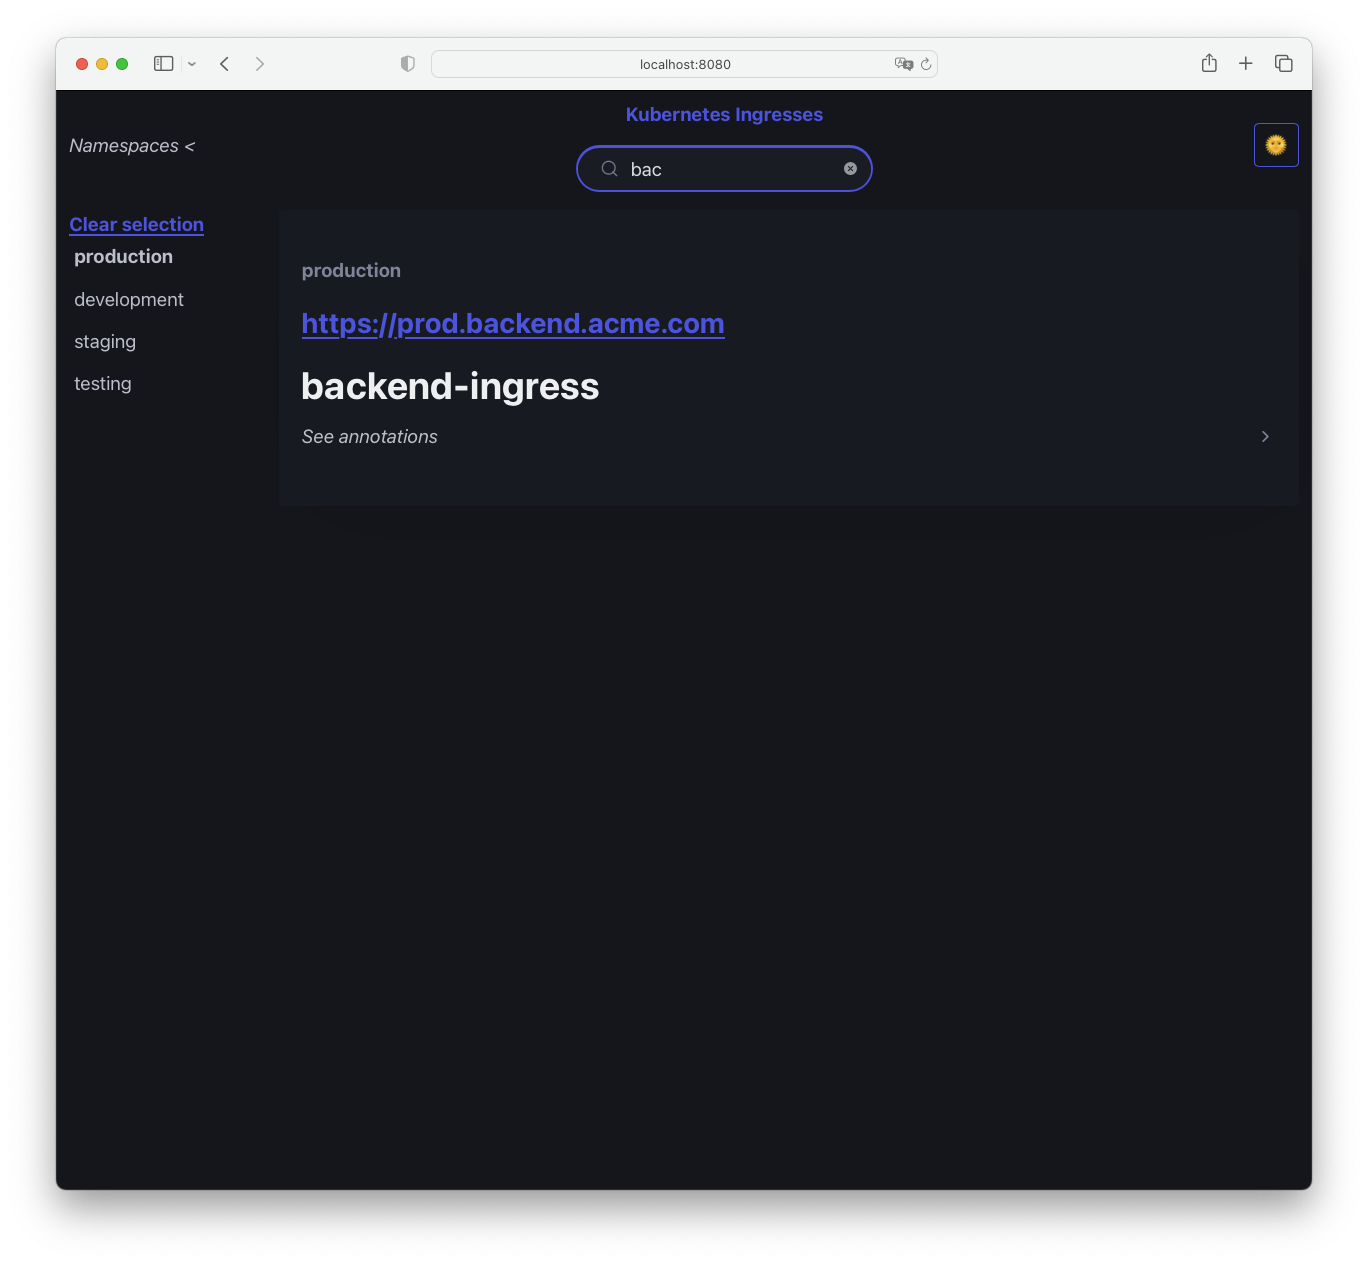 localhost:8080
Kubernetes Ingresses
Namespaces <
bac
Clear selection
production
development
staging
testing
production
https://prod.backend.acme.com
backend-ingress
See annotations